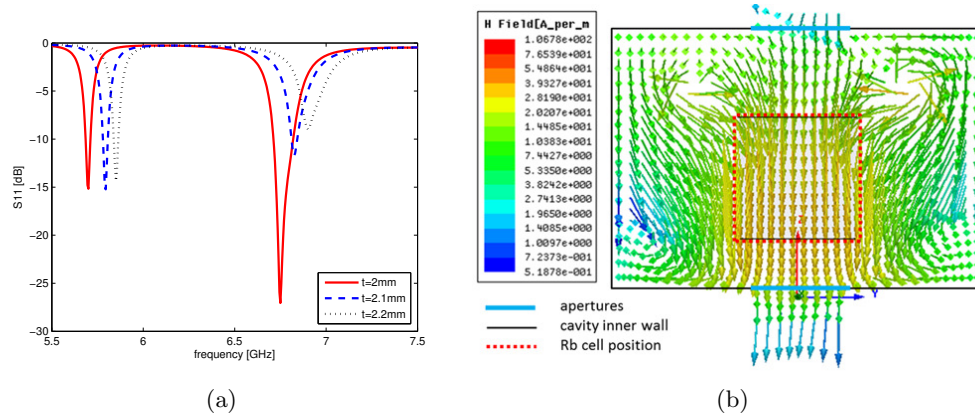 0
−5
−10
−15
−20
−25
−30
S11 [dB]
5.5
6
6.5
7
7.5
frequency [GHz]
t=2mm
t=2.1mm
t=2.2mm
(a)
H Field[A_per_m
1.0678e+002
7.6539e+001
5.4864e+001
3.9327e+001
2.8190e+001
2.0207e+001
1.4485e+001
1.0383e+001
7.4427e+000
5.3350e+000
3.8242e+000
2.7413e+000
1.9650e+000
1.4085e+000
1.0097e+000
7.2373e-001
5.1878e-001
Z
Y
apertures
cavity inner wall
Rb cell position
(b)